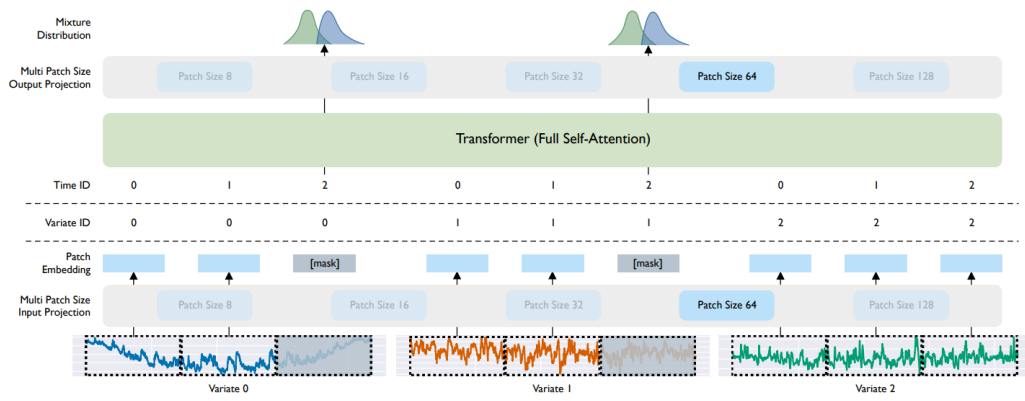 Mixture
Distribution
Multi Patch Size
Output Projection
Patch Size 8
Patch Size 16
Patch Size 32
Patch Size 64
Patch Size 128
Transformer (Full Self-Attention)
Time ID 0 1 2 0 1 2 0 1 2
Variate ID 0 0 0 1 1 1 2 2 2
Patch
Embedding
[mask]
[mask]
Multi Patch Size
Input Projection
Patch Size 8
Patch Size 16
Patch Size 32
Patch Size 64
Patch Size 128
Variate 0
Variate 1
Variate 2